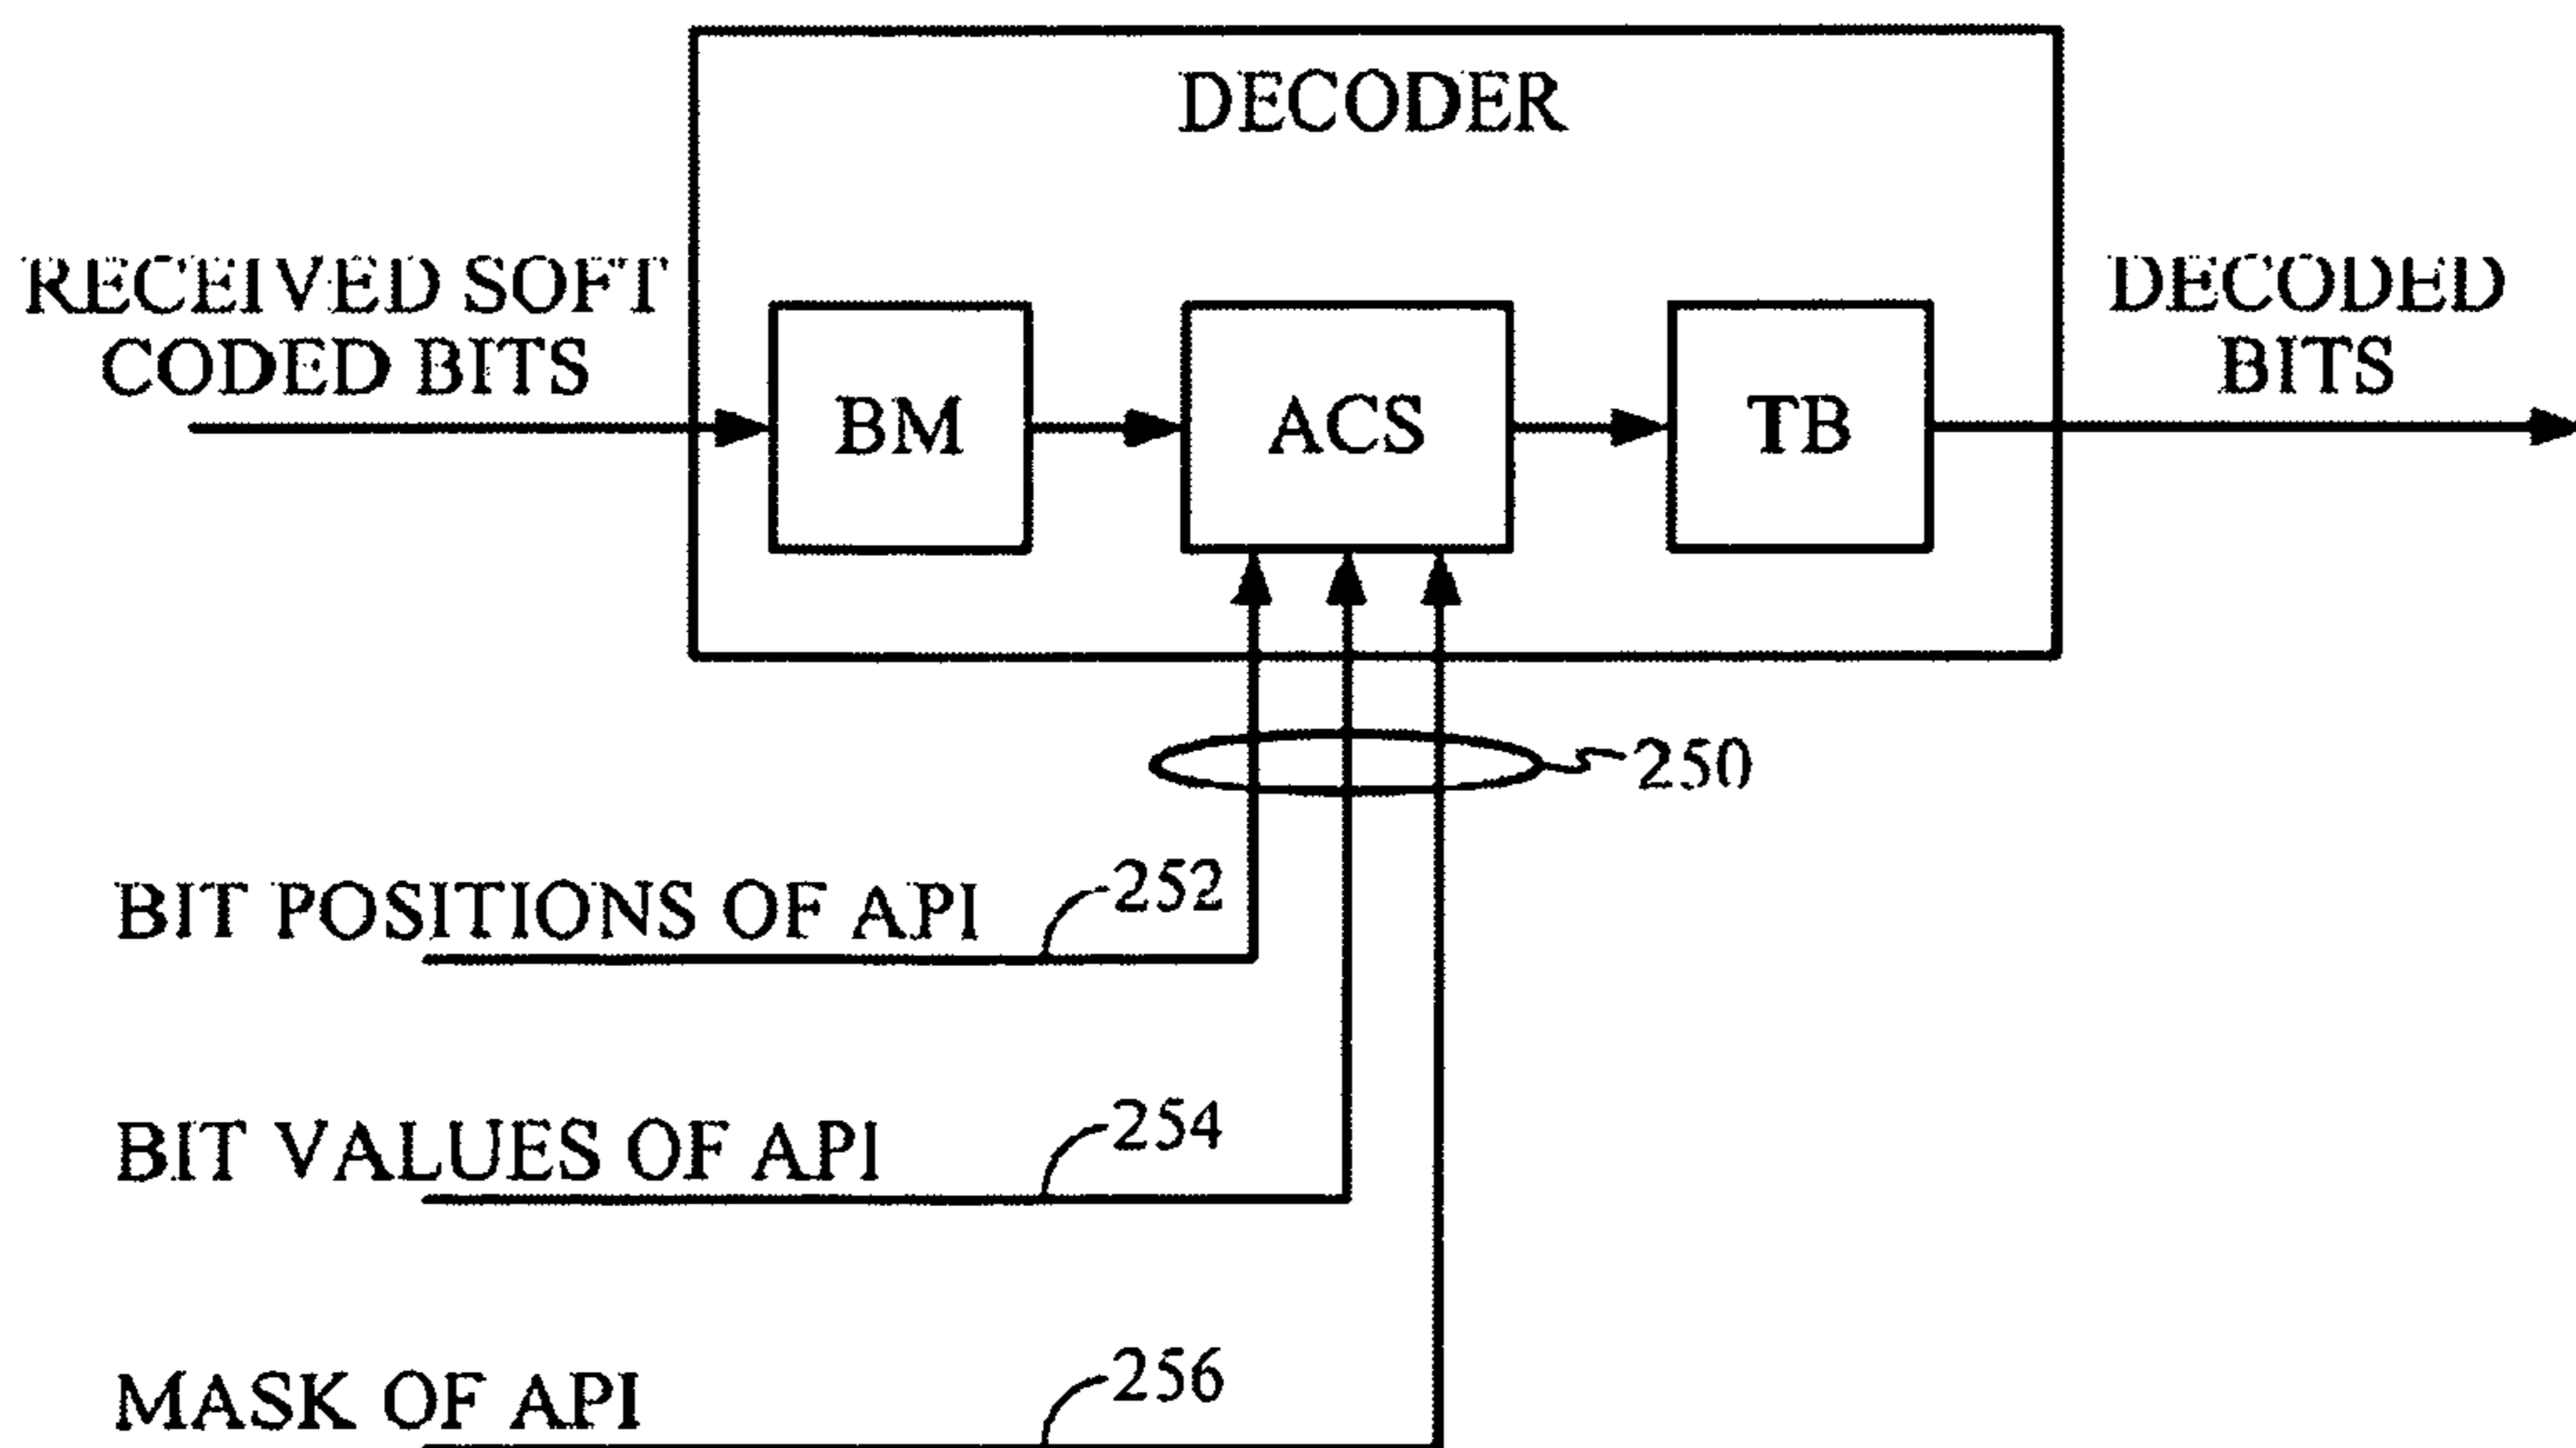 DECODER
RECEIVED SOFT
CODED BITS
BM
ACS
TB
DECODED
BITS
250
BIT POSITIONS OF API
252
BIT VALUES OF API
254
MASK OF API
256